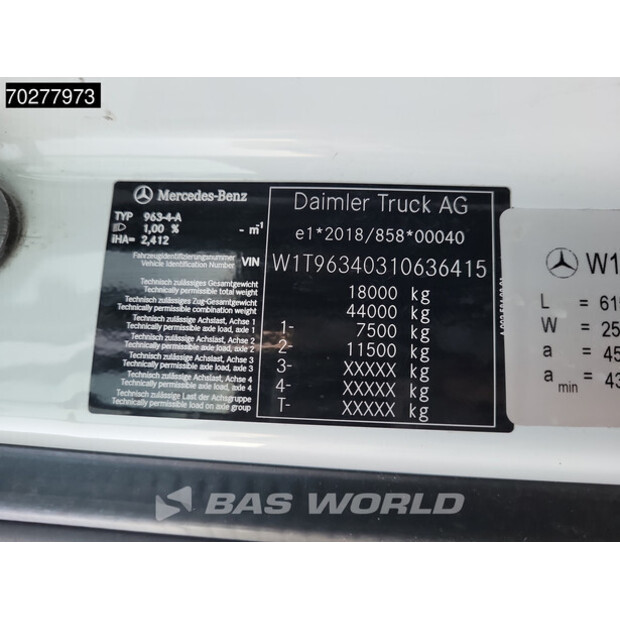 70277973
Mercedes-Benz
Daimler Truck AG
TYP 963-4-A
1,00 % - m⁻¹
iHA= 2,412
e1*2018/858*00040
Fahrzeugidentifizierungsnummer
Vehicle Identification Number VIN W1T96340310636415
Technisch zulässiges Gesamtgewicht
Technically permissible total weight 18000 kg
Technisch zulässiges Zug-Gesamtgewicht
Technically permissible combination weight 44000 kg
Technisch zulässige Achslast, Achse 1
Technically permissible axle load, axle 1 1- 7500 kg
Technisch zulässige Achslast, Achse 2
Technically permissible axle load, axle 2 2- 11500 kg
Technisch zulässige Achslast, Achse 3
Technically permissible axle load, axle 3 3- XXXXX kg
Technisch zulässige Achslast, Achse 4
Technically permissible axle load, axle 4 4- XXXXX kg
Technisch zulässige Last der Achsgruppe
Technically permissible load on axle group T- XXXXX kg
W1
L = 61
W = 25
a = 45
a min = 43
BAS WORLD